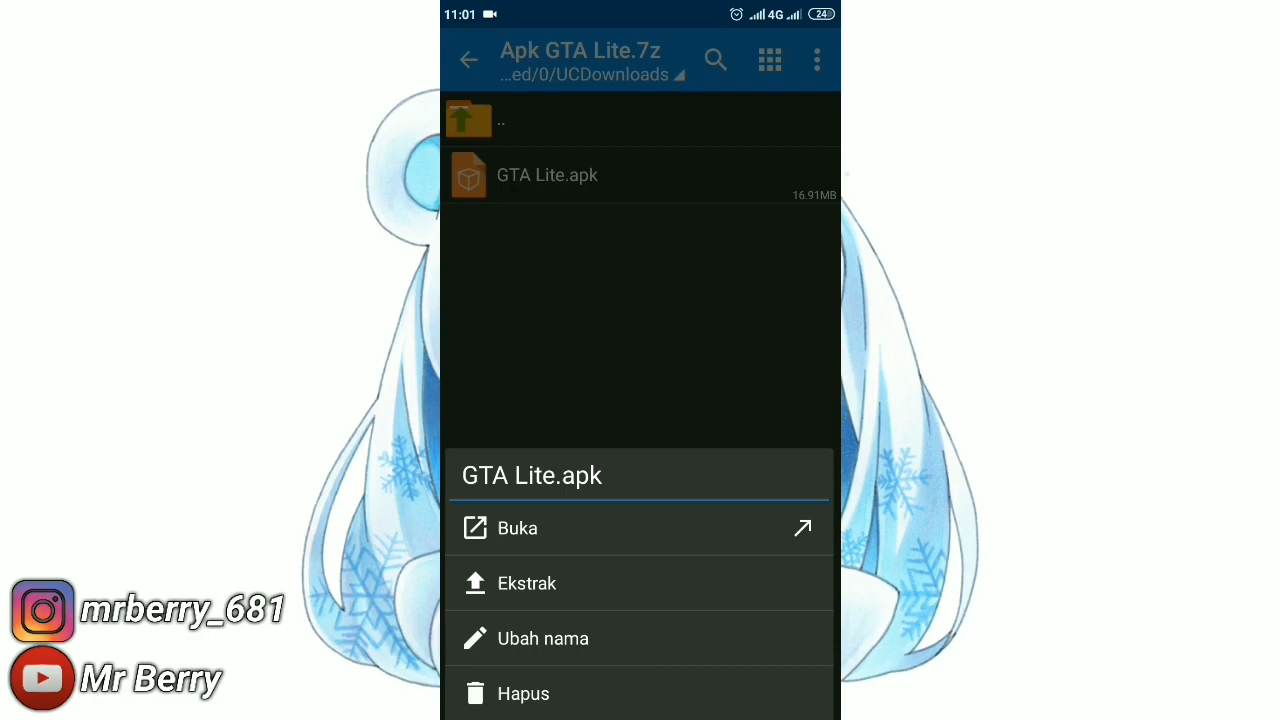 11:01
4G
24
Apk GTA Lite.7z
...ed/0/UCDownloads
..
GTA Lite.apk
16.91MB
GTA Lite.apk
Buka
Ekstrak
Ubah nama
Hapus
mrberry_681
Mr Berry